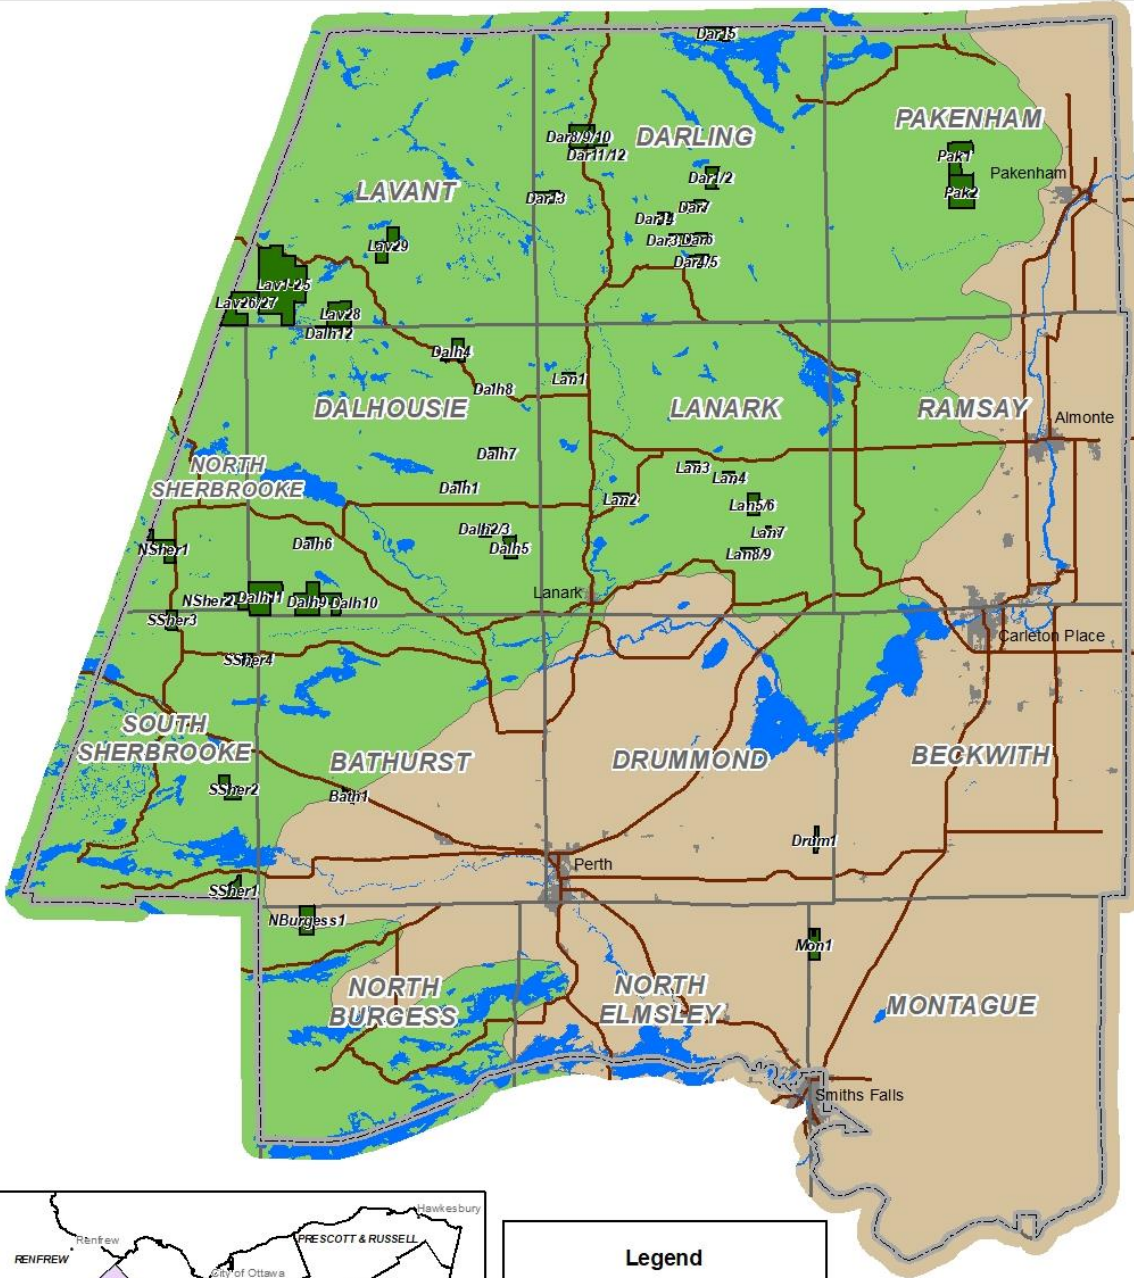 Dar15
PAKENHAM
Dar8/9/10
DARLING
Dar11/12
Pak1
Pakenham
Dar1/2
LAVANT
Pak2
Dar13
Dar7
Dar14
Lav29
Dar6
Lav1-25
Lav26/27
Lav28
Dalh12
Dalh4
Lan1
Dalh8
DALHOUSIE
LANARK
RAMSAY
Almonte
Dalh7
NORTH
SHERBROOKE
Lan3
Lan4
Dalh1
Lan2
Lan5/6
Dalh2/3
Lan7
Dalh5
Dalh6
NSher1
Lan8/9
Lanark
Dalh11
Dalh9
Dalh10
SSher3
Carleton Place
SSher4
SOUTH
SHERBROOKE
BATHURST
DRUMMOND
BECKWITH
SSher2
Bath1
Drum1
Perth
SSher1
NBurgess1
Mon1
NORTH
BURGESS
NORTH
ELMSLEY
MONTAGUE
Smiths Falls
Hawkesbury
Renfrew
PRESCOTT & RUSSELL
RENFREW
City of Ottawa
Legend